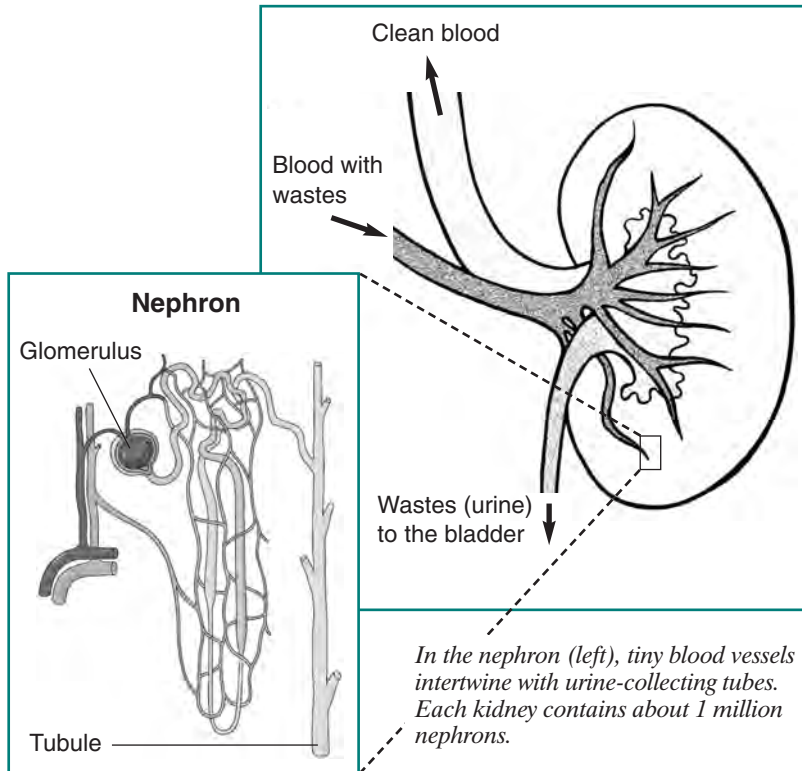 Clean blood
Blood with
wastes
Nephron
Glomerulus
Wastes (urine)
to the bladder
In the nephron (left), tiny blood vessels
intertwine with urine-collecting tubes.
Each kidney contains about 1 million
nephrons.
Tubule